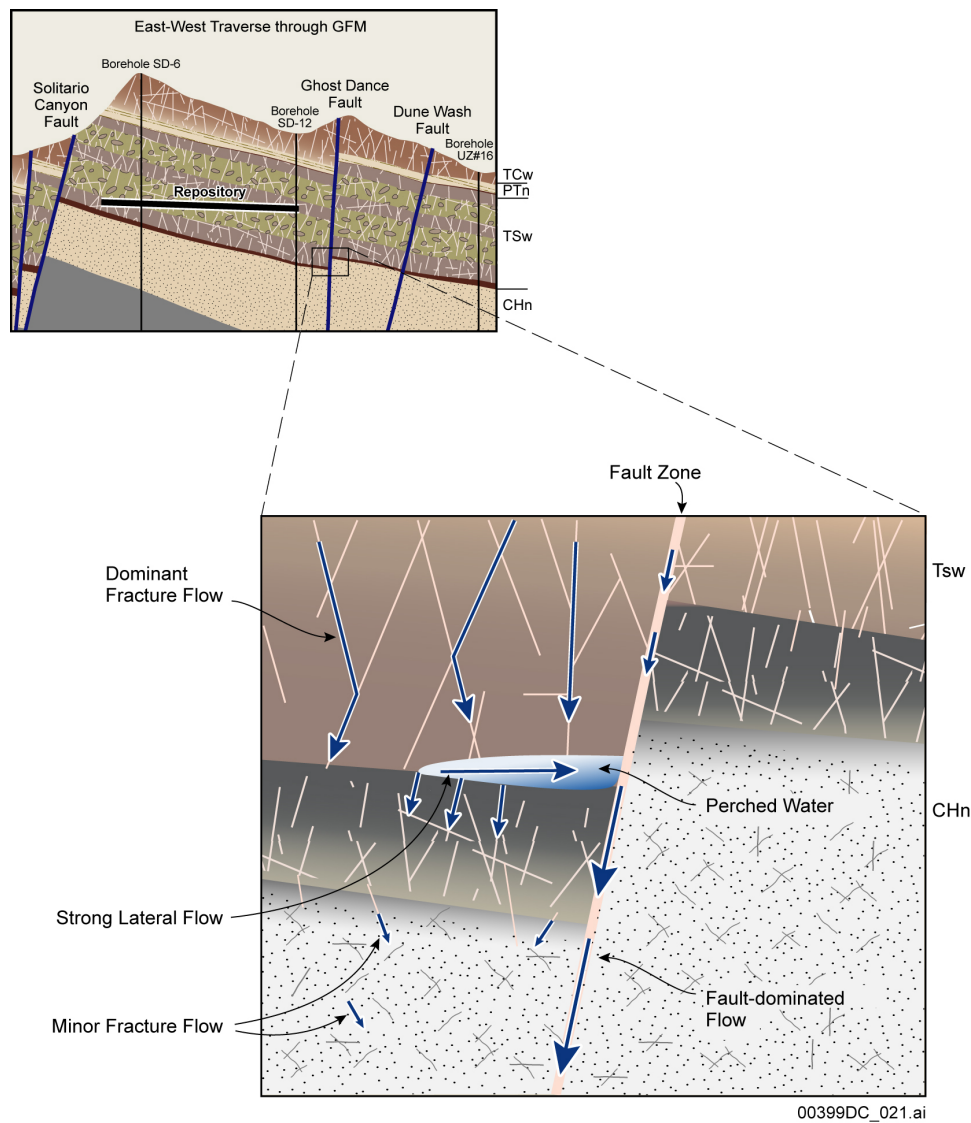 East-West Traverse through GFM
Borehole SD-6
Solitario
Canyon
Fault
Ghost Dance
Fault
Borehole
SD-12
Dune Wash
Fault
Borehole
UZ#16
TCw
PTn
Repository
TSw
CHn
Fault Zone
Dominant
Fracture Flow
Tsw
Perched Water
CHn
Strong Lateral Flow
Fault-dominated
Flow
Minor Fracture Flow
00399DC_021.ai